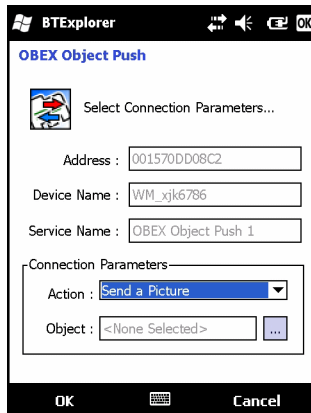 BTExplorer OK
OBEX Object Push
Select Connection Parameters...
Address : 001570DD08C2
Device Name : WM_xjk6786
Service Name : OBEX Object Push 1
Connection Parameters
Action : Send a Picture
Object : <None Selected> ...
OK Cancel